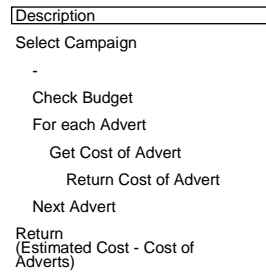 Description
Select Campaign
-
Check Budget
For each Advert
Get Cost of Advert
Return Cost of Advert
Next Advert
Return
(Estimated Cost - Cost of
Adverts)